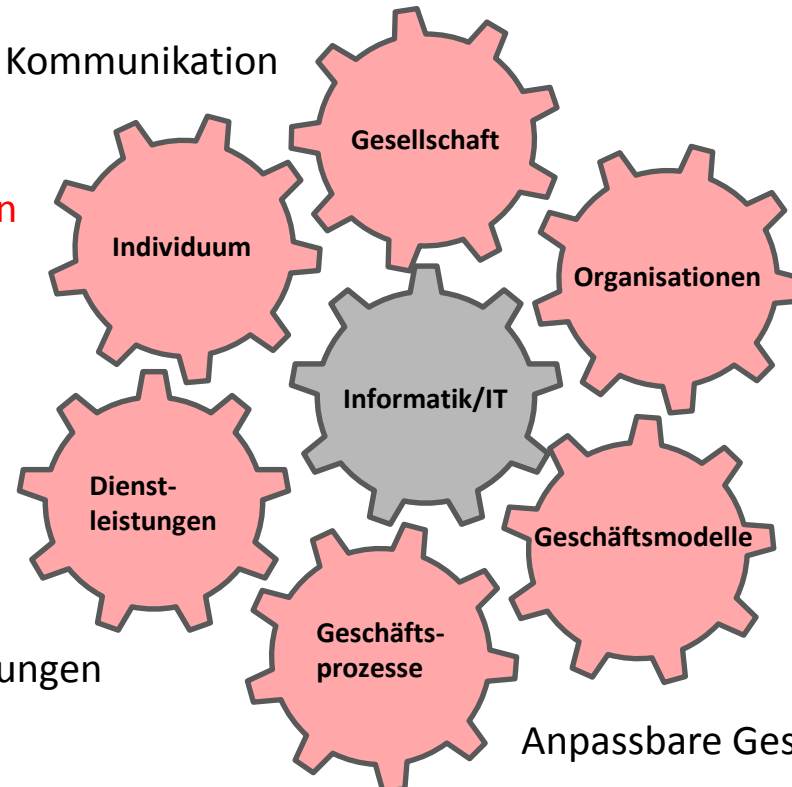 Kommunikation
Gesellschaft
n
Individuum
Organisationen
Informatik/IT
Dienst-
leistungen
Geschäftsmodelle
Geschäfts-
prozesse
ungen
Anpassbare Ges